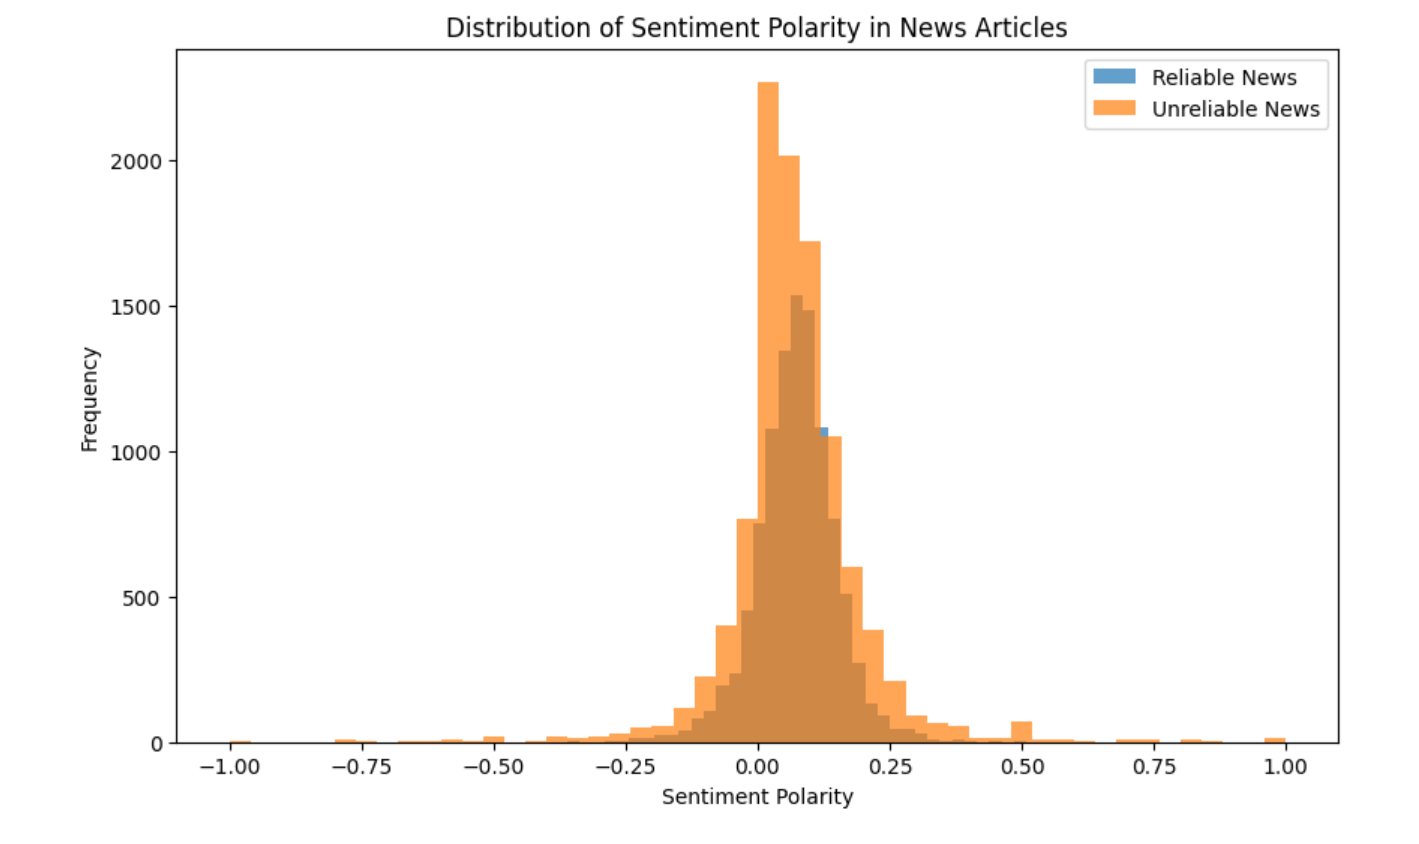 Distribution of Sentiment Polarity in News Articles
Reliable News
Unreliable News
Frequency
2000
1500
1000
500
0
−1.00 −0.75 −0.50 −0.25 0.00 0.25 0.50 0.75 1.00
Sentiment Polarity